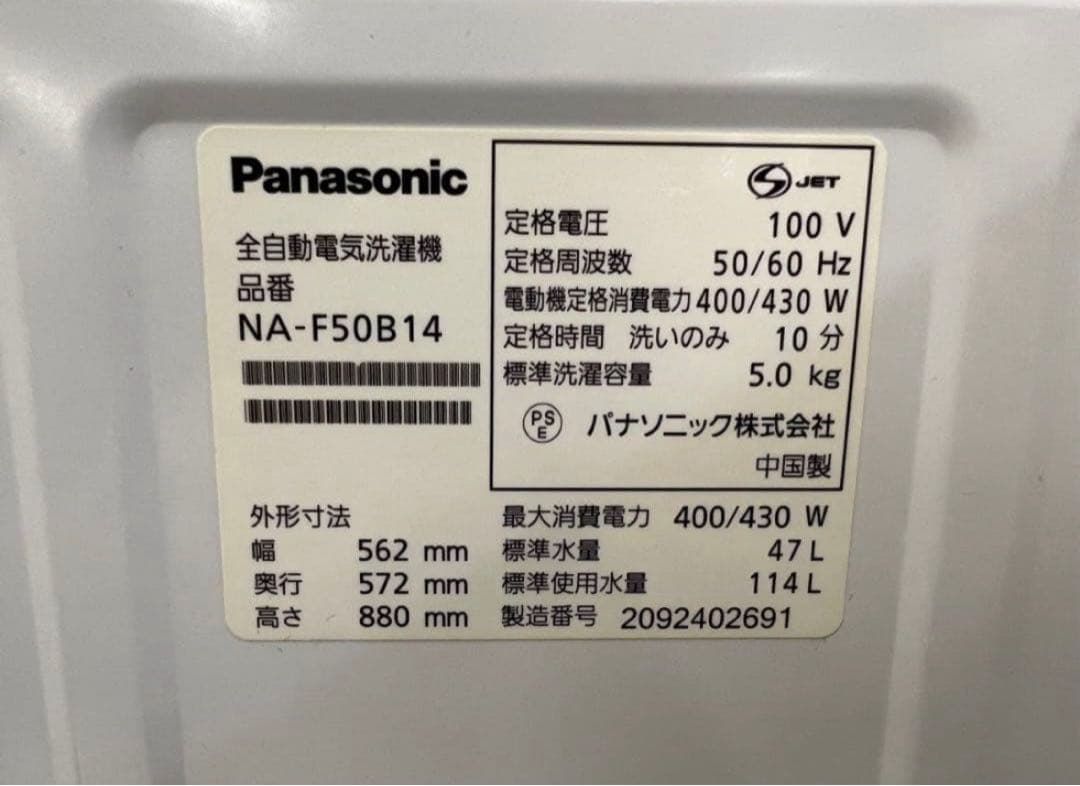 Panasonic
全自動電気洗濯機
品番
NA-F50B14
JET
定格電圧 100 V
定格周波数 50/60 Hz
電動機定格消費電力 400/430 W
定格時間 洗いのみ 10 分
標準洗濯容量 5.0 kg
PS
E
パナソニック株式会社
中国製
外形寸法
幅 562 mm
奥行 572 mm
高さ 880 mm
最大消費電力 400/430 W
標準水量 47 L
標準使用水量 114 L
製造番号 2092402691